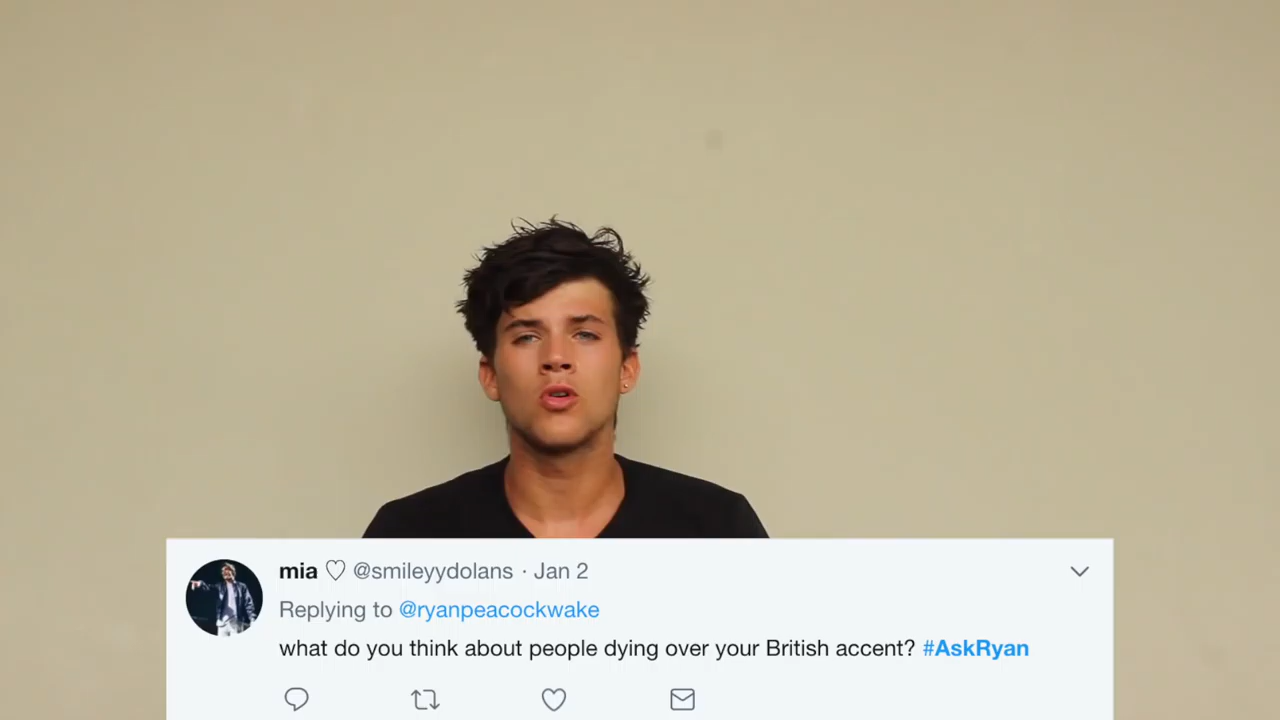 mia ♡ @smileyydolans · Jan 2
Replying to @ryanpeacockwake
what do you think about people dying over your British accent? #AskRyan